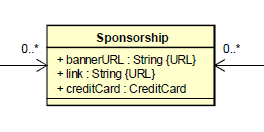 Sponsorship
0..*
0..*
+ bannerURL : String {URL}
+ link : String {URL}
+ creditCard : CreditCard